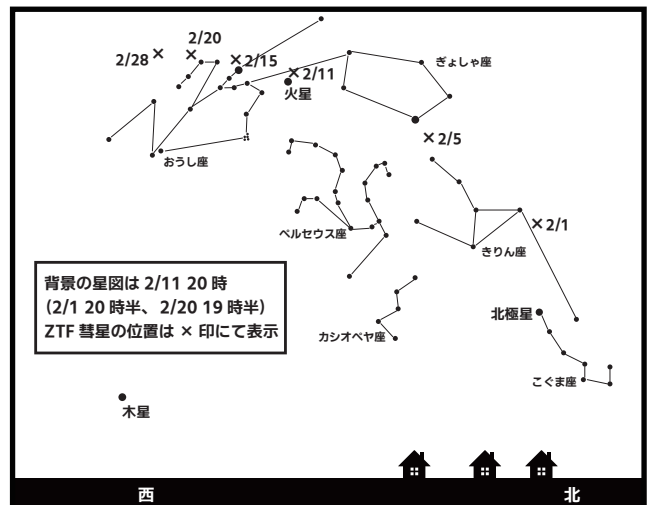 2/20
2/28
2/15
2/11
火星
ぎょしゃ座
2/5
おうし座
ペルセウス座
2/1
きりん座
背景の星図は 2/11 20 時
(2/1 20 時半、2/20 19 時半)
ZTF 彗星の位置は × 印にて表示
北極星
カシオペヤ座
こぐま座
木星
西
北